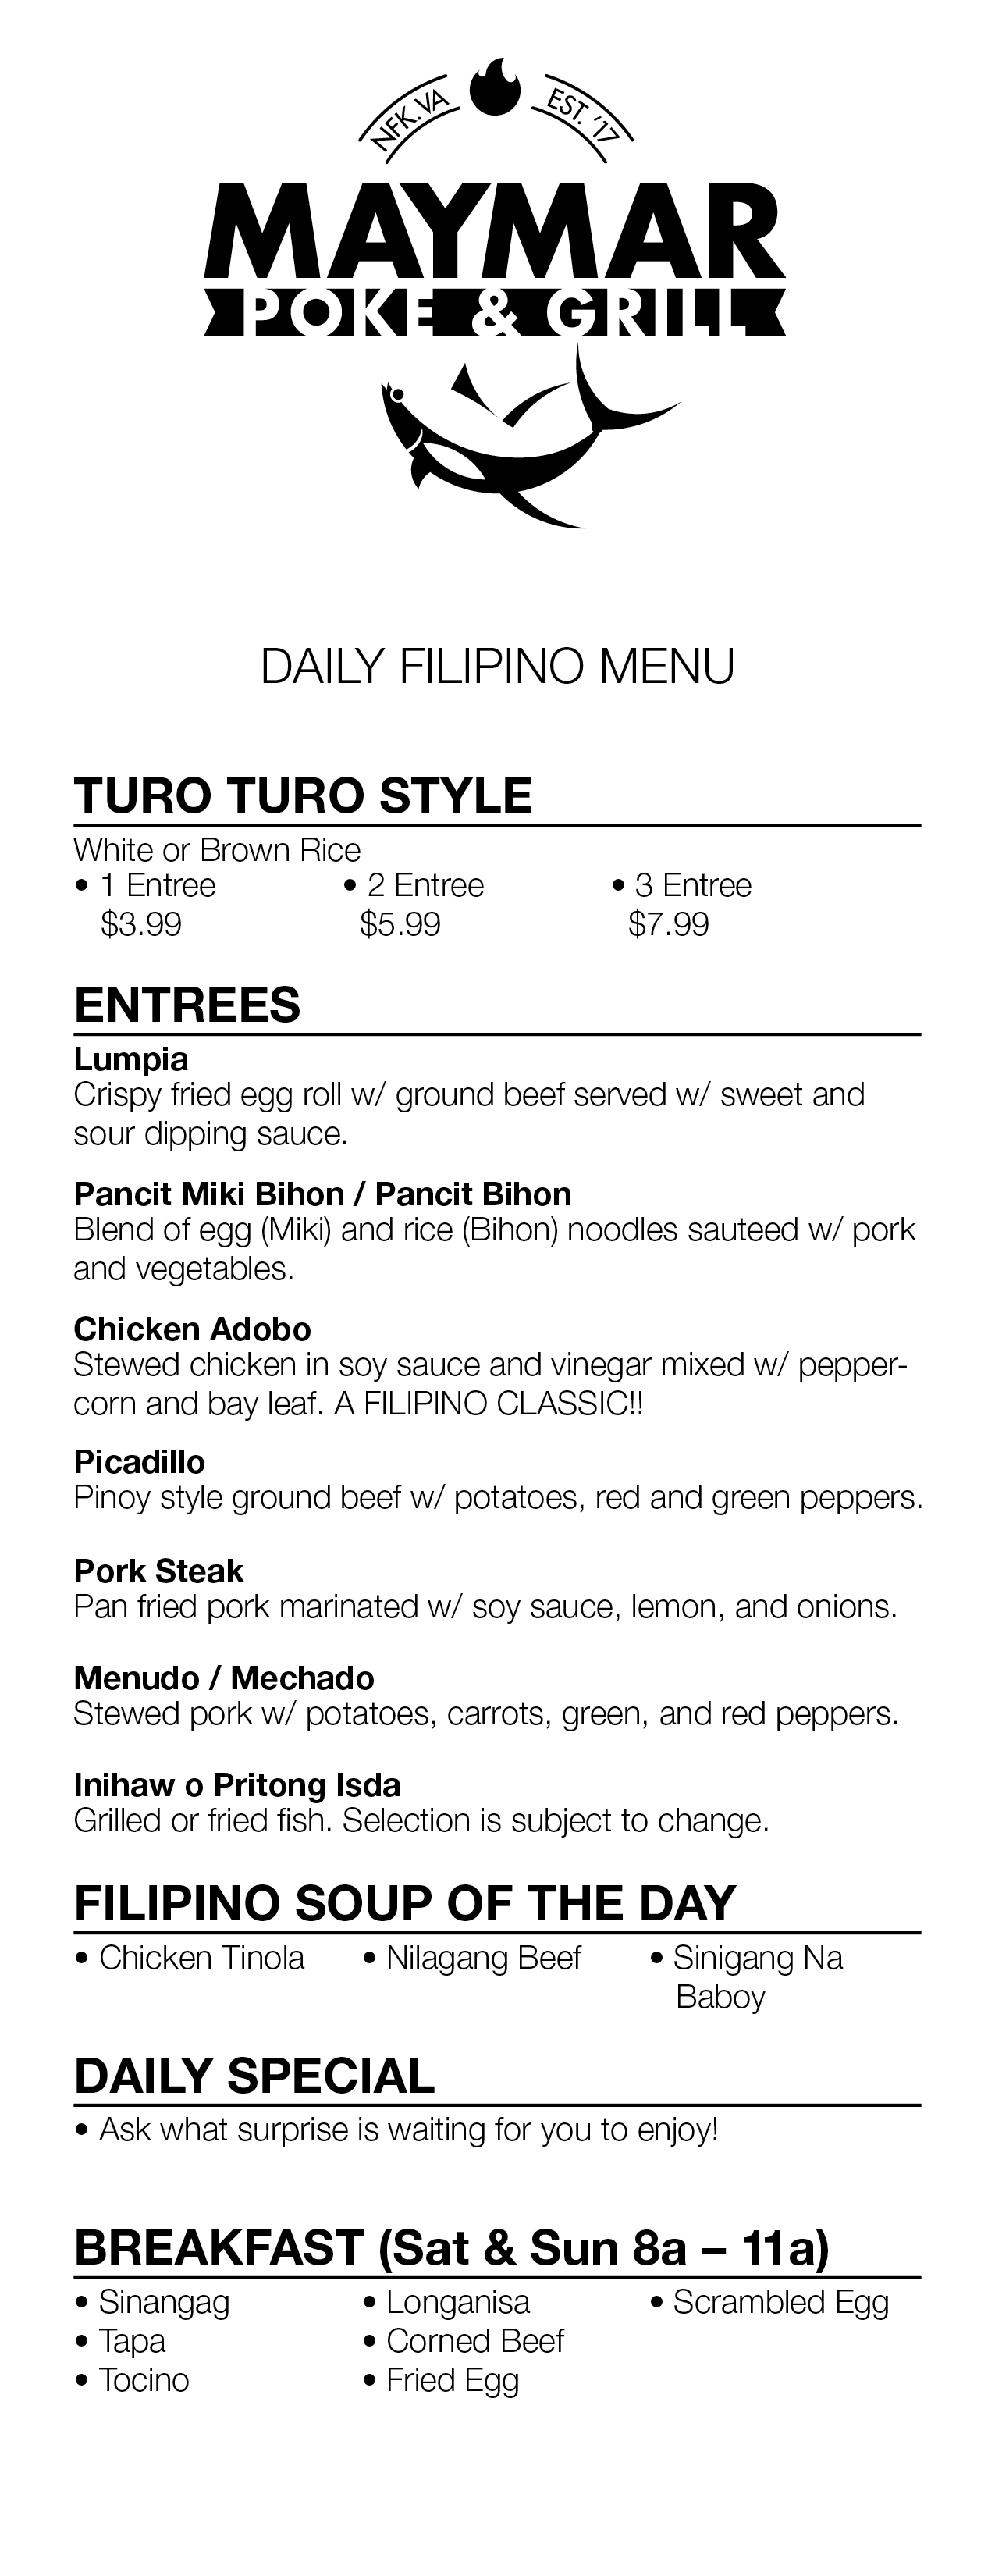 NFK.VA EST. '17
MAYMAR
POKE & GRILL
DAILY FILIPINO MENU
TURO TURO STYLE
White or Brown Rice
• 1 Entree • 2 Entree • 3 Entree
$3.99 $5.99 $7.99
ENTREES
Lumpia
Crispy fried egg roll w/ ground beef served w/ sweet and
sour dipping sauce.
Pancit Miki Bihon / Pancit Bihon
Blend of egg (Miki) and rice (Bihon) noodles sauteed w/ pork
and vegetables.
Chicken Adobo
Stewed chicken in soy sauce and vinegar mixed w/ pepper-
corn and bay leaf. A FILIPINO CLASSIC!!
Picadillo
Pinoy style ground beef w/ potatoes, red and green peppers.
Pork Steak
Pan fried pork marinated w/ soy sauce, lemon, and onions.
Menudo / Mechado
Stewed pork w/ potatoes, carrots, green, and red peppers.
Inihaw o Pritong Isda
Grilled or fried fish. Selection is subject to change.
FILIPINO SOUP OF THE DAY
• Chicken Tinola • Nilagang Beef • Sinigang Na
Baboy
DAILY SPECIAL
• Ask what surprise is waiting for you to enjoy!
BREAKFAST (Sat & Sun 8a – 11a)
• Sinangag • Longanisa • Scrambled Egg
• Tapa • Corned Beef
• Tocino • Fried Egg